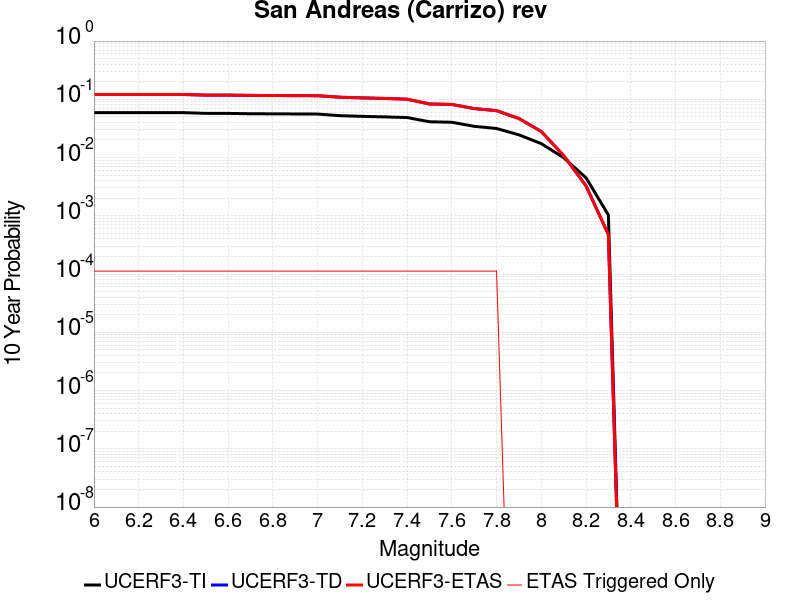 San Andreas (Carrizo) rev
10 Year Probability
10^0
10^-1
10^-2
10^-3
10^-4
10^-5
10^-6
10^-7
10^-8
6 6.2 6.4 6.6 6.8 7 7.2 7.4 7.6 7.8 8 8.2 8.4 8.6 8.8 9
Magnitude
UCERF3-TI UCERF3-TD UCERF3-ETAS ETAS Triggered Only